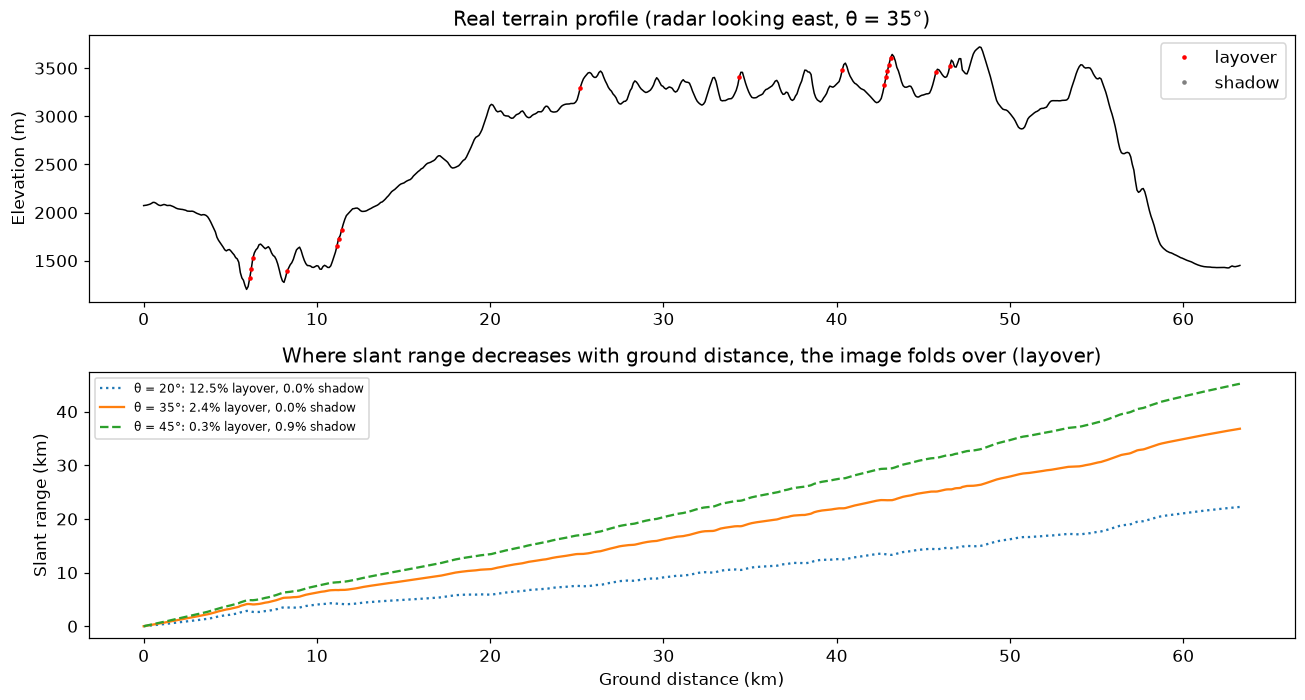 Real terrain profile (radar looking east, θ = 35°)
Elevation (m)
3500
3000
2500
2000
1500
layover
shadow
0 10 20 30 40 50 60
Where slant range decreases with ground distance, the image folds over (layover)
Slant range (km)
40
30
20
10
0
θ = 20°: 12.5% layover, 0.0% shadow
θ = 35°: 2.4% layover, 0.0% shadow
θ = 45°: 0.3% layover, 0.9% shadow
0 10 20 30 40 50 60
Ground distance (km)